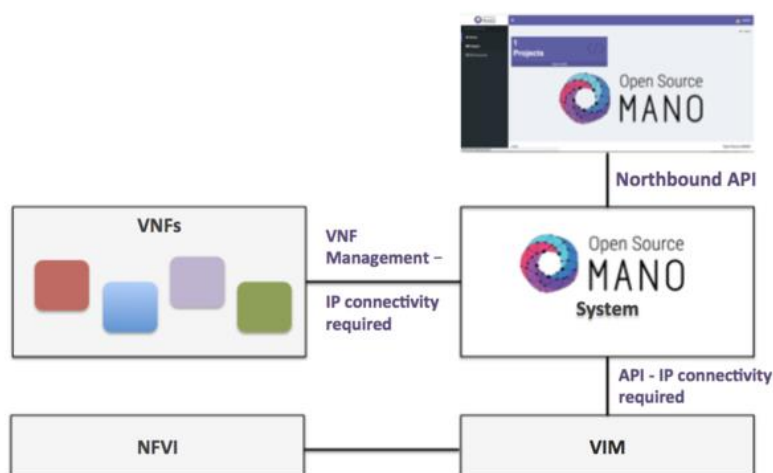 1
Projects
Open Source
MANO
Northbound API
VNFs
VNF
Management –
IP connectivity
required
Open Source
MANO
System
API - IP connectivity
required
NFVI
VIM